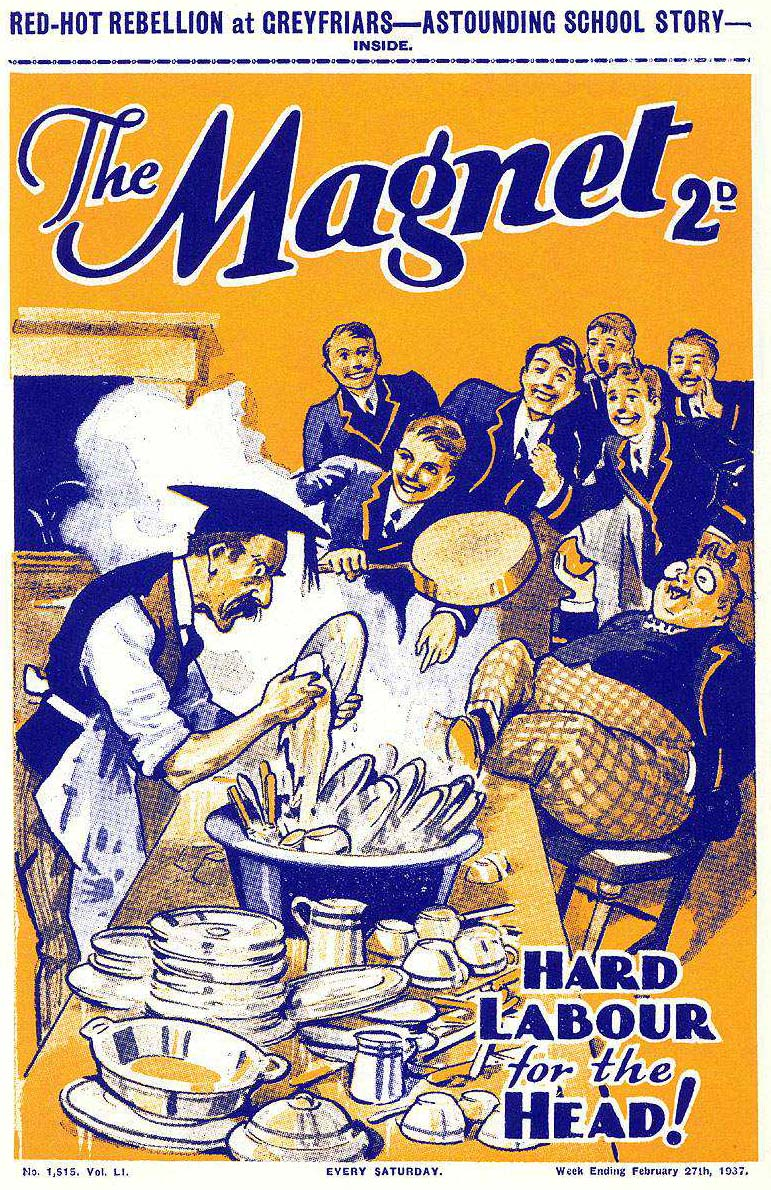 RED-HOT REBELLION at GREYFRIARS—ASTOUNDING SCHOOL STORY—
INSIDE.
The Magnet 2D
HARD
LABOUR
for the
HEAD!
No. 1,515. Vol. LI.
EVERY SATURDAY.
Week Ending February 27th, 1937.